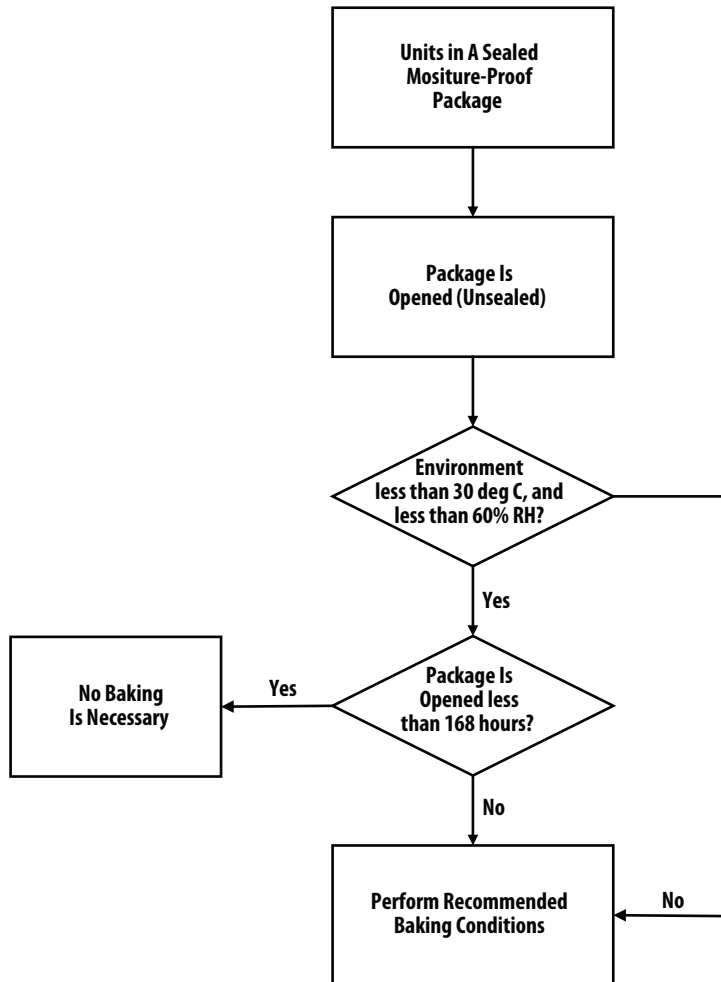 Units in A Sealed
Mositure-Proof
Package
Package Is
Opened (Unsealed)
Environment
less than 30 deg C, and
less than 60% RH?
Yes
No Baking
Is Necessary
Yes
Package Is
Opened less
than 168 hours?
No
Perform Recommended
Baking Conditions
No